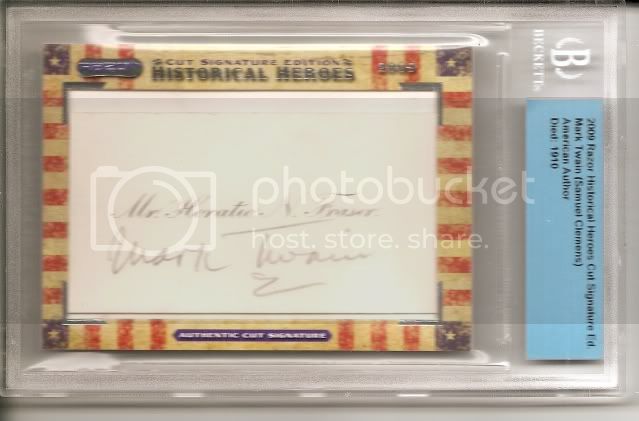 RAZOR
CUT SIGNATURE EDITION
HISTORICAL HEROES
2009
Mr. Horatio N. Fraser
Mark Twain
AUTHENTIC CUT SIGNATURE
photobucket
host. store. share.
B
BECKETT
2009 Razor Historical Heroes Cut Signature Ed.
Mark Twain (Samuel Clemens)
American Author
Died: 1910